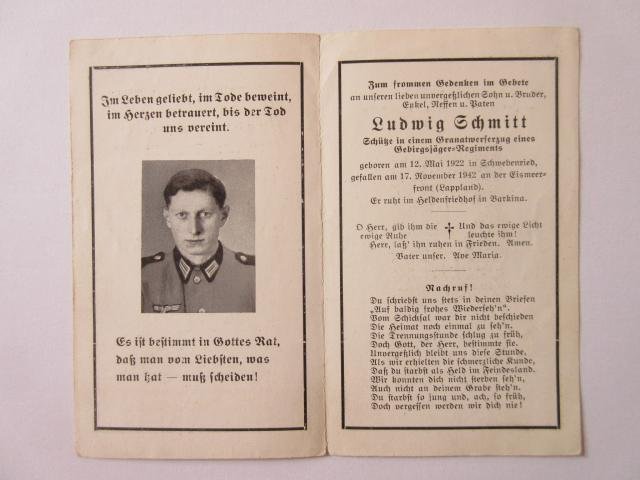 Im Leben geliebt, im Tode beweint,
im Herzen betrauert, bis der Tod
uns vereint.
Es ist bestimmt in Gottes Rat,
daß man vom Liebsten, was
man hat — muß scheiden!
Zum frommen Gedenken im Gebete
an unseren lieben unvergeßlichen Sohn u. Bruder,
Enkel, Neffen u. Paten
Ludwig Schmitt
Schütze in einem Granatwerferzug eines
Gebirgsjäger-Regiments
geboren am 12. Mai 1922 in Schwebenried,
gefallen am 17. November 1942 an der Eismeer-
front (Lappland).
Er ruht im Heldenfriedhof in Parkina.
O Herr, gib ihm die
ewige Ruhe
Und das ewige Licht
leuchte ihm!
Herr, laß' ihn ruhen in Frieden. Amen.
Vater unser. Ave Maria.
Nachruf!
Du schriebst uns stets in deinen Briefen
„Auf baldig frohes Wiederseh'n".
Vom Schicksal war dir nicht beschieden
Die Heimat noch einmal zu seh'n.
Die Trennungsstunde schlug zu früh,
Doch Gott, der Herr, bestimmte sie.
Unvergeßlich bleibt uns diese Stunde,
Als wir erhielten die schmerzliche Kunde,
Daß du starbst als Held im Feindesland.
Wir konnten dich nicht sterben seh'n,
Auch nicht an deinem Grabe steh'n.
Du starbst so jung und, ach, so früh,
Doch vergessen werden wir dich nie!